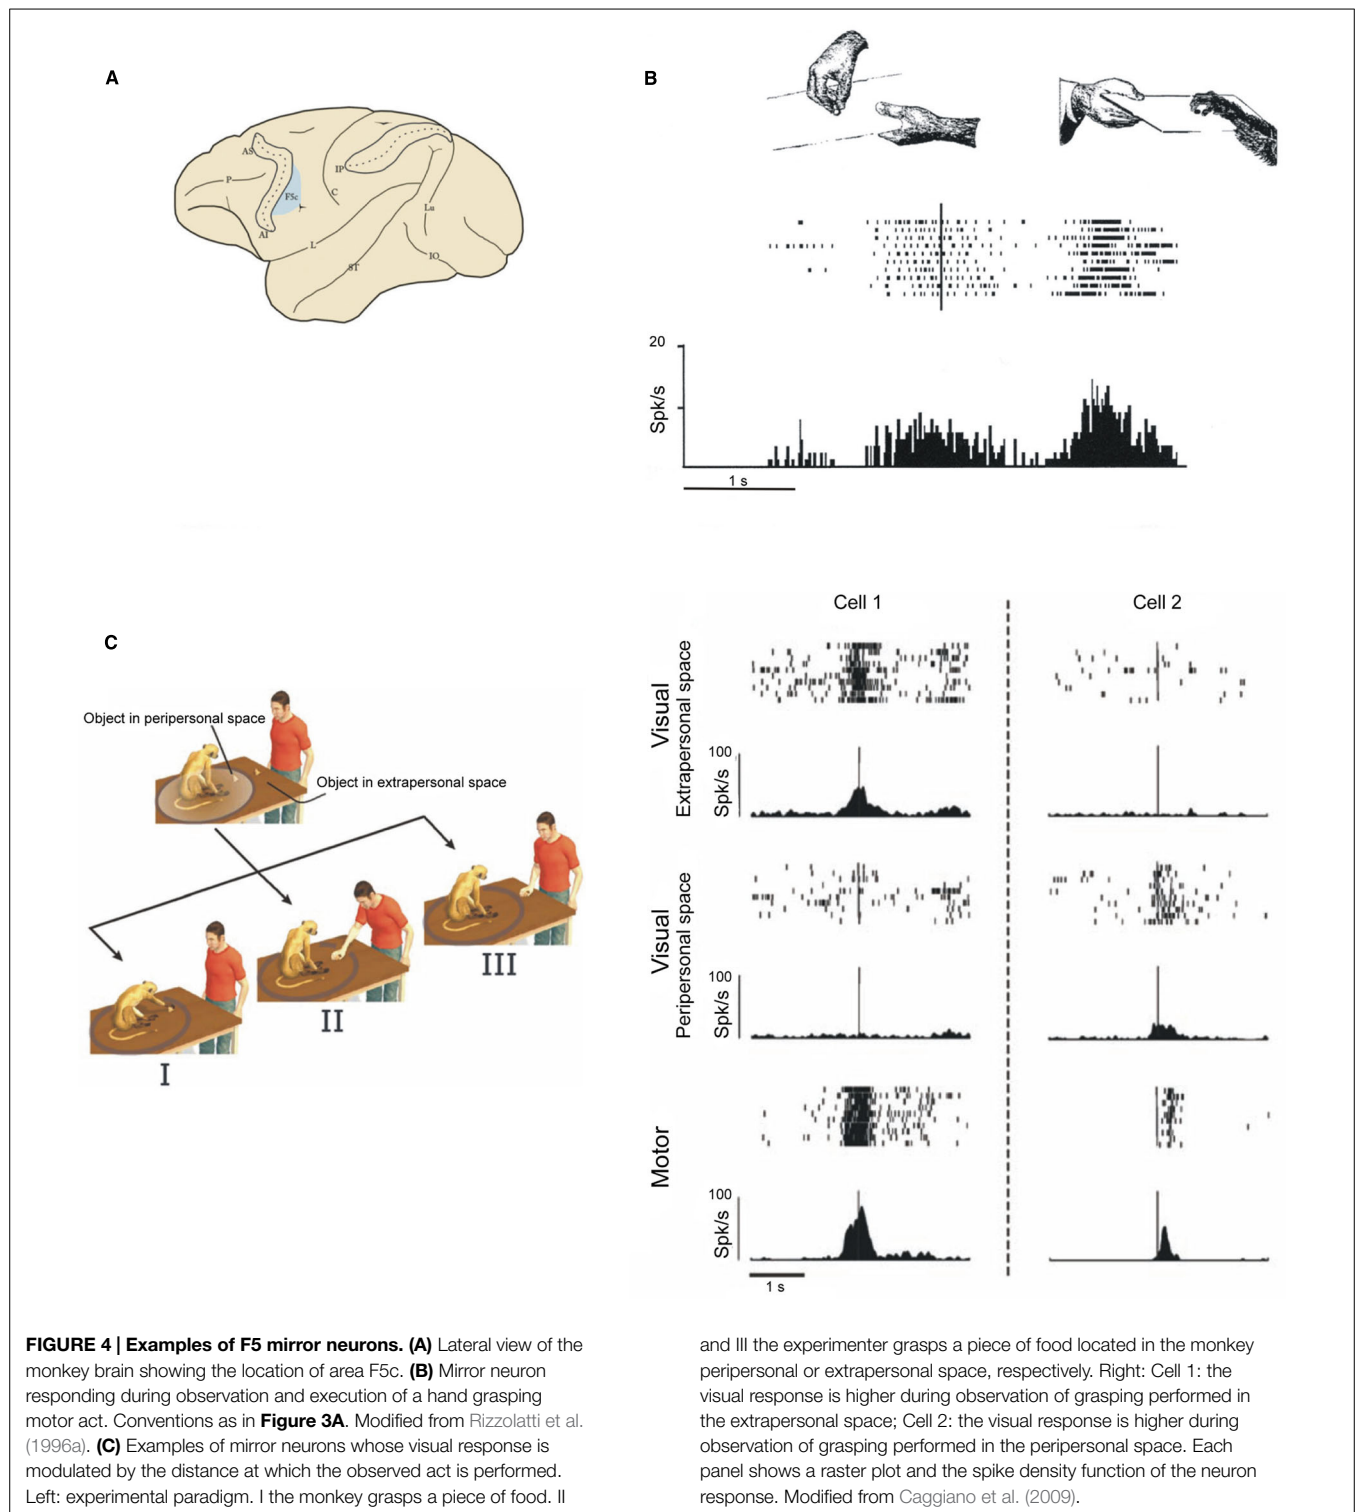 A
AS
P
F5c
AI
IP
C
L
Lu
ST
IO
B
20
Spk/s
1 s
C
Object in peripersonal space
Object in extrapersonal space
I
II
III
Cell 1
Cell 2
Visual
Extrapersonal space
100
Spk/s
Visual
Peripersonal space
100
Spk/s
Motor
100
Spk/s
1 s
FIGURE 4 | Examples of F5 mirror neurons. (A) Lateral view of the
monkey brain showing the location of area F5c. (B) Mirror neuron
responding during observation and execution of a hand grasping
motor act. Conventions as in Figure 3A. Modified from Rizzolatti et al.
(1996a). (C) Examples of mirror neurons whose visual response is
modulated by the distance at which the observed act is performed.
Left: experimental paradigm. I the monkey grasps a piece of food. II
and III the experimenter grasps a piece of food located in the monkey
peripersonal or extrapersonal space, respectively. Right: Cell 1: the
visual response is higher during observation of grasping performed in
the extrapersonal space; Cell 2: the visual response is higher during
observation of grasping performed in the peripersonal space. Each
panel shows a raster plot and the spike density function of the neuron
response. Modified from Caggiano et al. (2009).